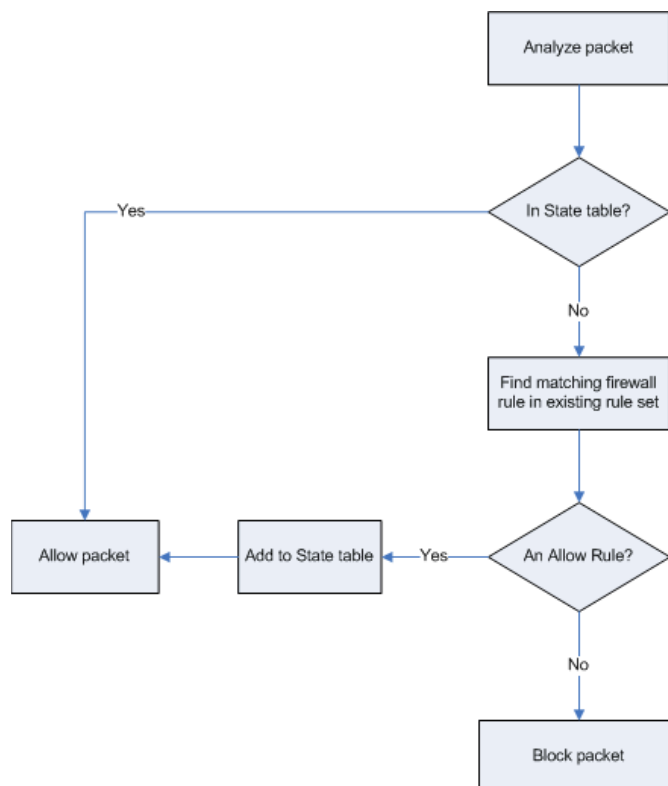 Analyze packet
In State table?
Yes
No
Find matching firewall
rule in existing rule set
An Allow Rule?
Yes
Add to State table
Allow packet
No
Block packet